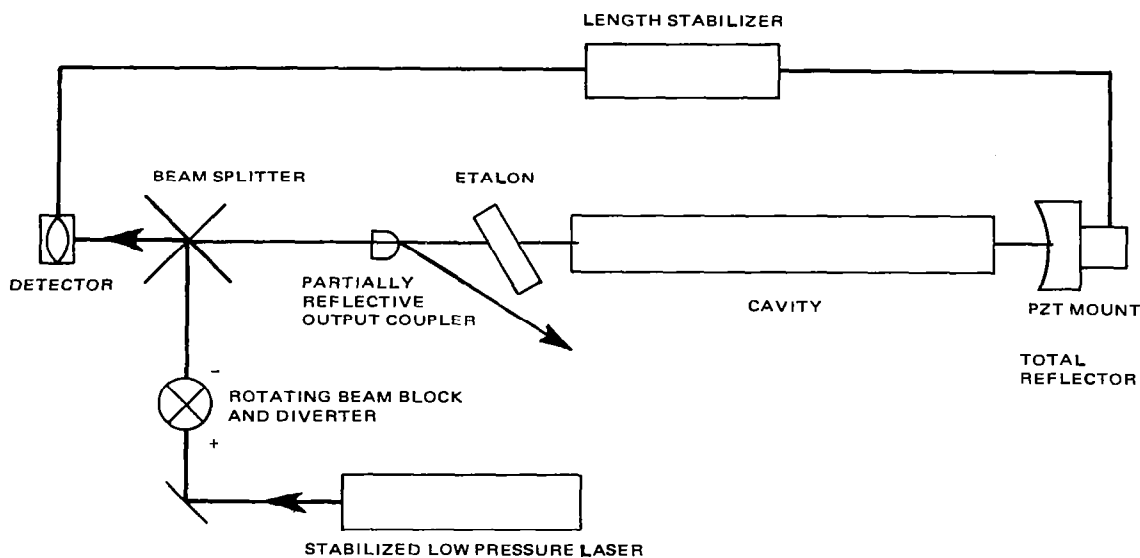 LENGTH STABILIZER
BEAM SPLITTER
ETALON
DETECTOR
PARTIALLY
REFLECTIVE
OUTPUT COUPLER
CAVITY
PZT MOUNT
TOTAL
REFLECTOR
-
ROTATING BEAM BLOCK
AND DIVERTER
+
STABILIZED LOW PRESSURE LASER